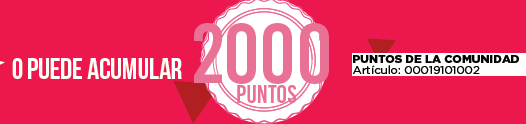 O PUEDE ACUMULAR
2000
PUNTOS
PUNTOS DE LA COMUNIDAD
Artículo: 00019101002